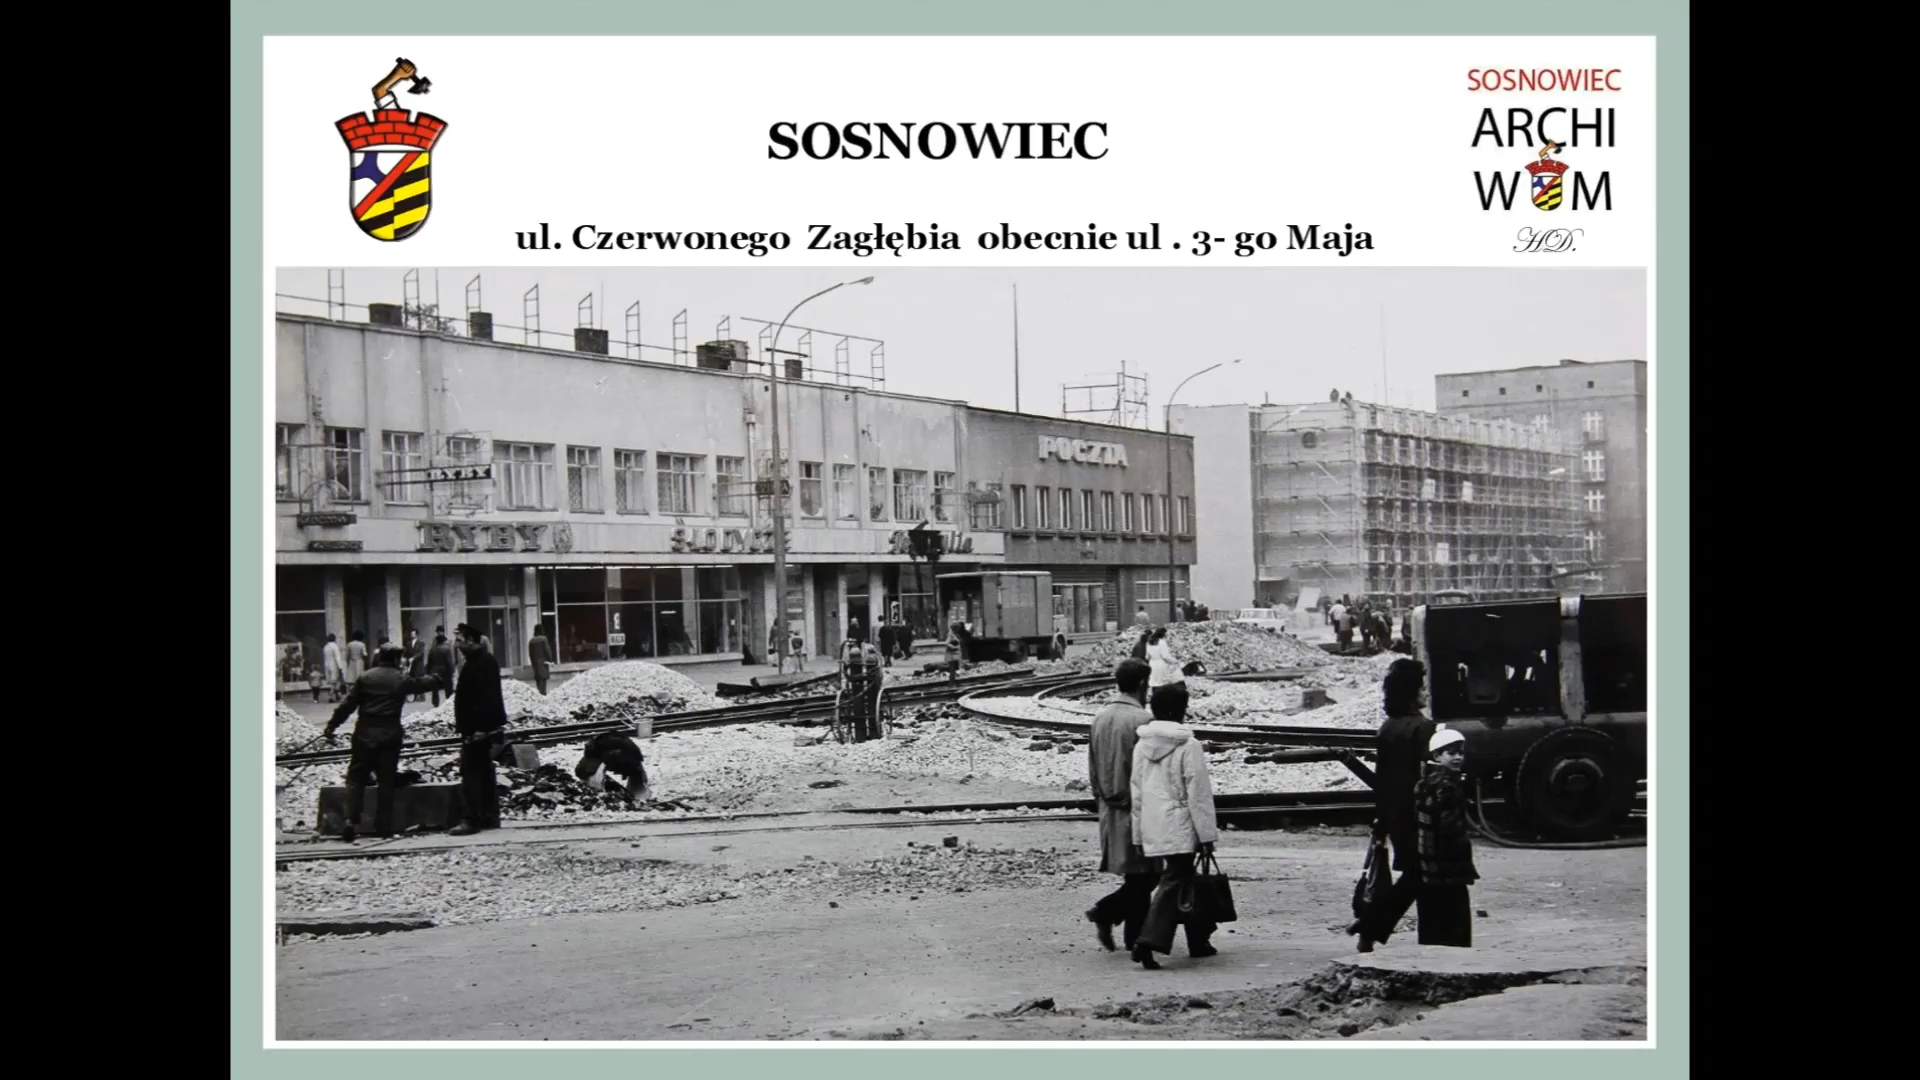 SOSNOWIEC
SOSNOWIEC
ARCHI
WUM
HD.
ul. Czerwonego Zagłębia obecnie ul . 3- go Maja
POCZTA
RYBY
RYBY